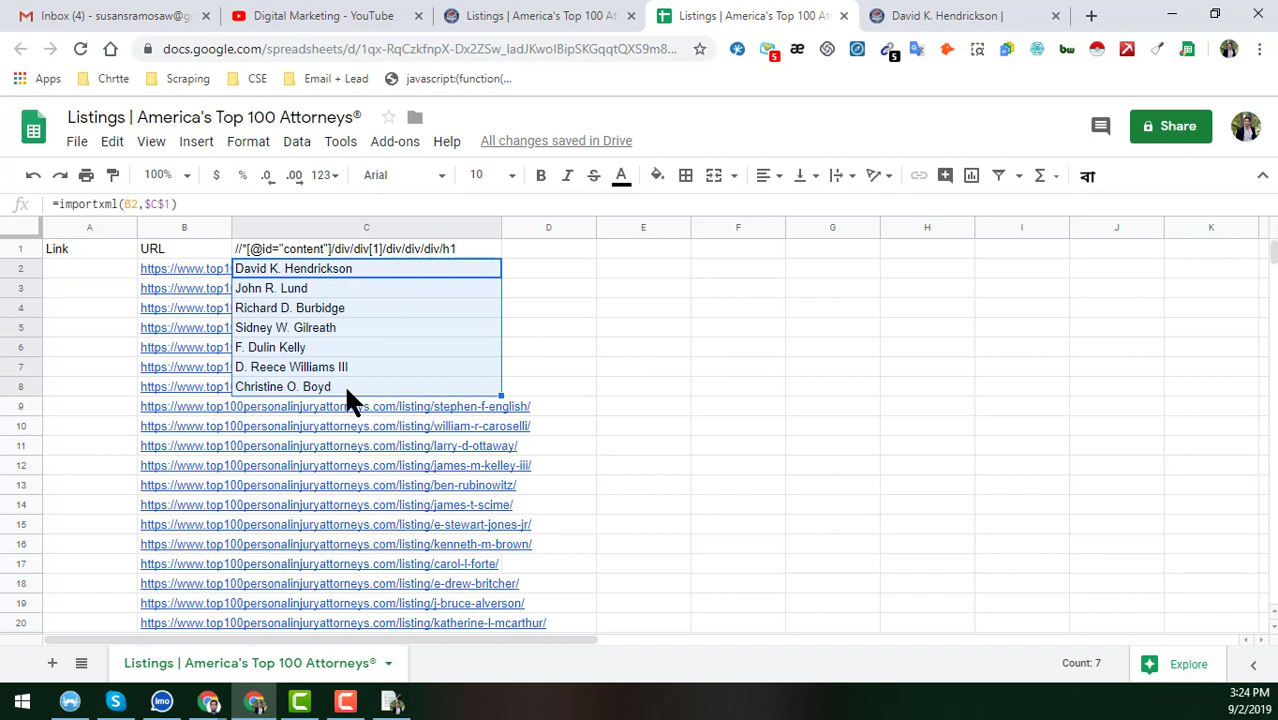 Inbox (4) - susansramosaw@g
Digital Marketing - YouTube
Listings | America's Top 100 At
Listings | America's Top 100 At
David K. Hendrickson |
docs.google.com/spreadsheets/d/1qx-RqCzkfnpX-Dx2ZSw_ladJKwoIBipSKGqqtQXS9m8...
Apps
Chrtte
Scraping
CSE
Email + Lead
javascript:(function(...
Listings | America's Top 100 Attorneys®
File Edit View Insert Format Data Tools Add-ons Help All changes saved in Drive
Share
100% $ % .0 .00 123 Arial 10 B I S A বা
fx =importxml(B2,$C$1)
A B C D E F G H I J K
1 Link URL //*[@id="content"]/div/div[1]/div/div/div/h1
2 https://www.top1 David K. Hendrickson
3 https://www.top1 John R. Lund
4 https://www.top1 Richard D. Burbidge
5 https://www.top1 Sidney W. Gilreath
6 https://www.top1 F. Dulin Kelly
7 https://www.top1 D. Reece Williams III
8 https://www.top1 Christine O. Boyd
9 https://www.top100personalinjuryattorneys.com/listing/stephen-f-english/
10 https://www.top100personalinjuryattorneys.com/listing/william-r-caroselli/
11 https://www.top100personalinjuryattorneys.com/listing/larry-d-ottaway/
12 https://www.top100personalinjuryattorneys.com/listing/james-m-kelley-iii/
13 https://www.top100personalinjuryattorneys.com/listing/ben-rubinowitz/
14 https://www.top100personalinjuryattorneys.com/listing/james-t-scime/
15 https://www.top100personalinjuryattorneys.com/listing/e-stewart-jones-jr/
16 https://www.top100personalinjuryattorneys.com/listing/kenneth-m-brown/
17 https://www.top100personalinjuryattorneys.com/listing/carol-l-forte/
18 https://www.top100personalinjuryattorneys.com/listing/e-drew-britcher/
19 https://www.top100personalinjuryattorneys.com/listing/j-bruce-alverson/
20 https://www.top100personalinjuryattorneys.com/listing/katherine-l-mcarthur/
Listings | America's Top 100 Attorneys®
Count: 7
Explore
3:24 PM
9/2/2019